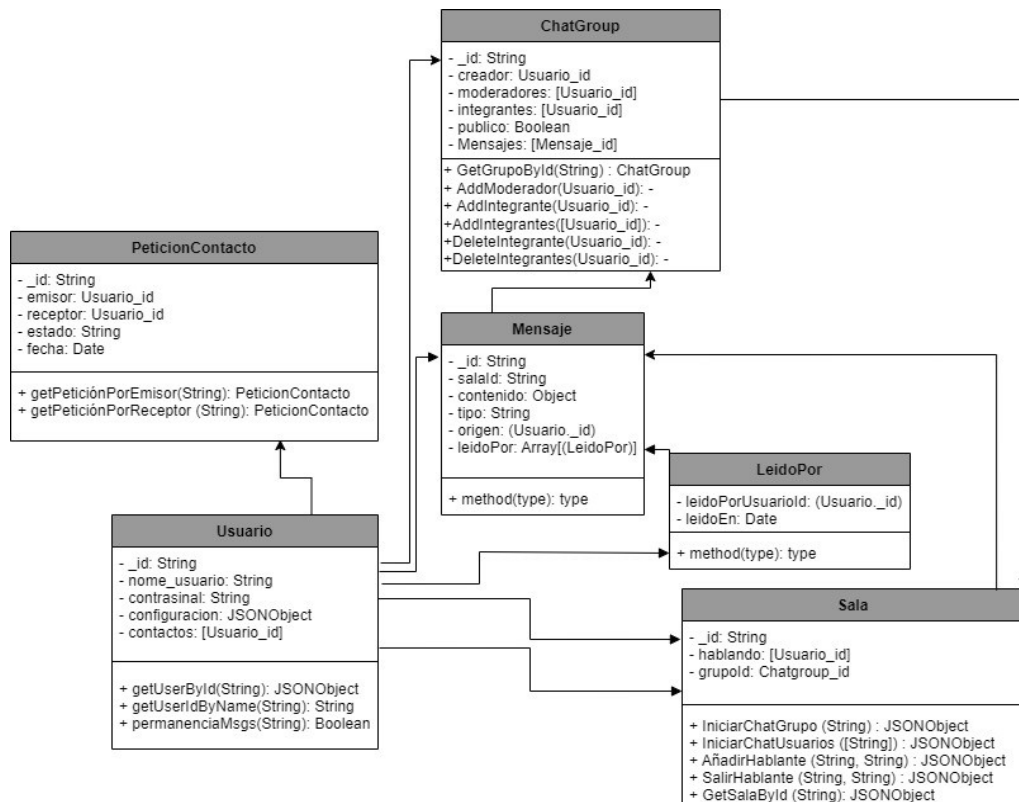 ChatGroup
- _id: String
- creador: Usuario_id
- moderadores: [Usuario_id]
- integrantes: [Usuario_id]
- publico: Boolean
- Mensajes: [Mensaje_id]
+ GetGrupoById(String) : ChatGroup
+ AddModerador(Usuario_id): -
+ AddIntegrante(Usuario_id): -
+AddIntegrantes([Usuario_id]): -
+DeleteIntegrante(Usuario_id): -
+DeleteIntegrantes(Usuario_id): -
PeticionContacto
- _id: String
- emisor: Usuario_id
- receptor: Usuario_id
- estado: String
- fecha: Date
+ getPeticiónPorEmisor(String): PeticionContacto
+ getPeticiónPorReceptor (String): PeticionContacto
Mensaje
- _id: String
- salaId: String
- contenido: Object
- tipo: String
- origen: (Usuario._id)
- leidoPor: Array[(LeidoPor)]
+ method(type): type
LeidoPor
- leidoPorUsuarioId: (Usuario._id)
- leidoEn: Date
+ method(type): type
Usuario
- _id: String
- nome_usuario: String
- contrasinal: String
- configuracion: JSONObject
- contactos: [Usuario_id]
+ getUserById(String): JSONObject
+ getUserIdByName(String): String
+ permanenciaMsgs(String): Boolean
Sala
- _id: String
- hablando: [Usuario_id]
- grupoId: Chatgroup_id
+ IniciarChatGrupo (String) : JSONObject
+ IniciarChatUsuarios ([String]) : JSONObject
+ AñadirHablante (String, String) : JSONObject
+ SalirHablante (String, String) : JSONObject
+ GetSalaById (String): JSONObject